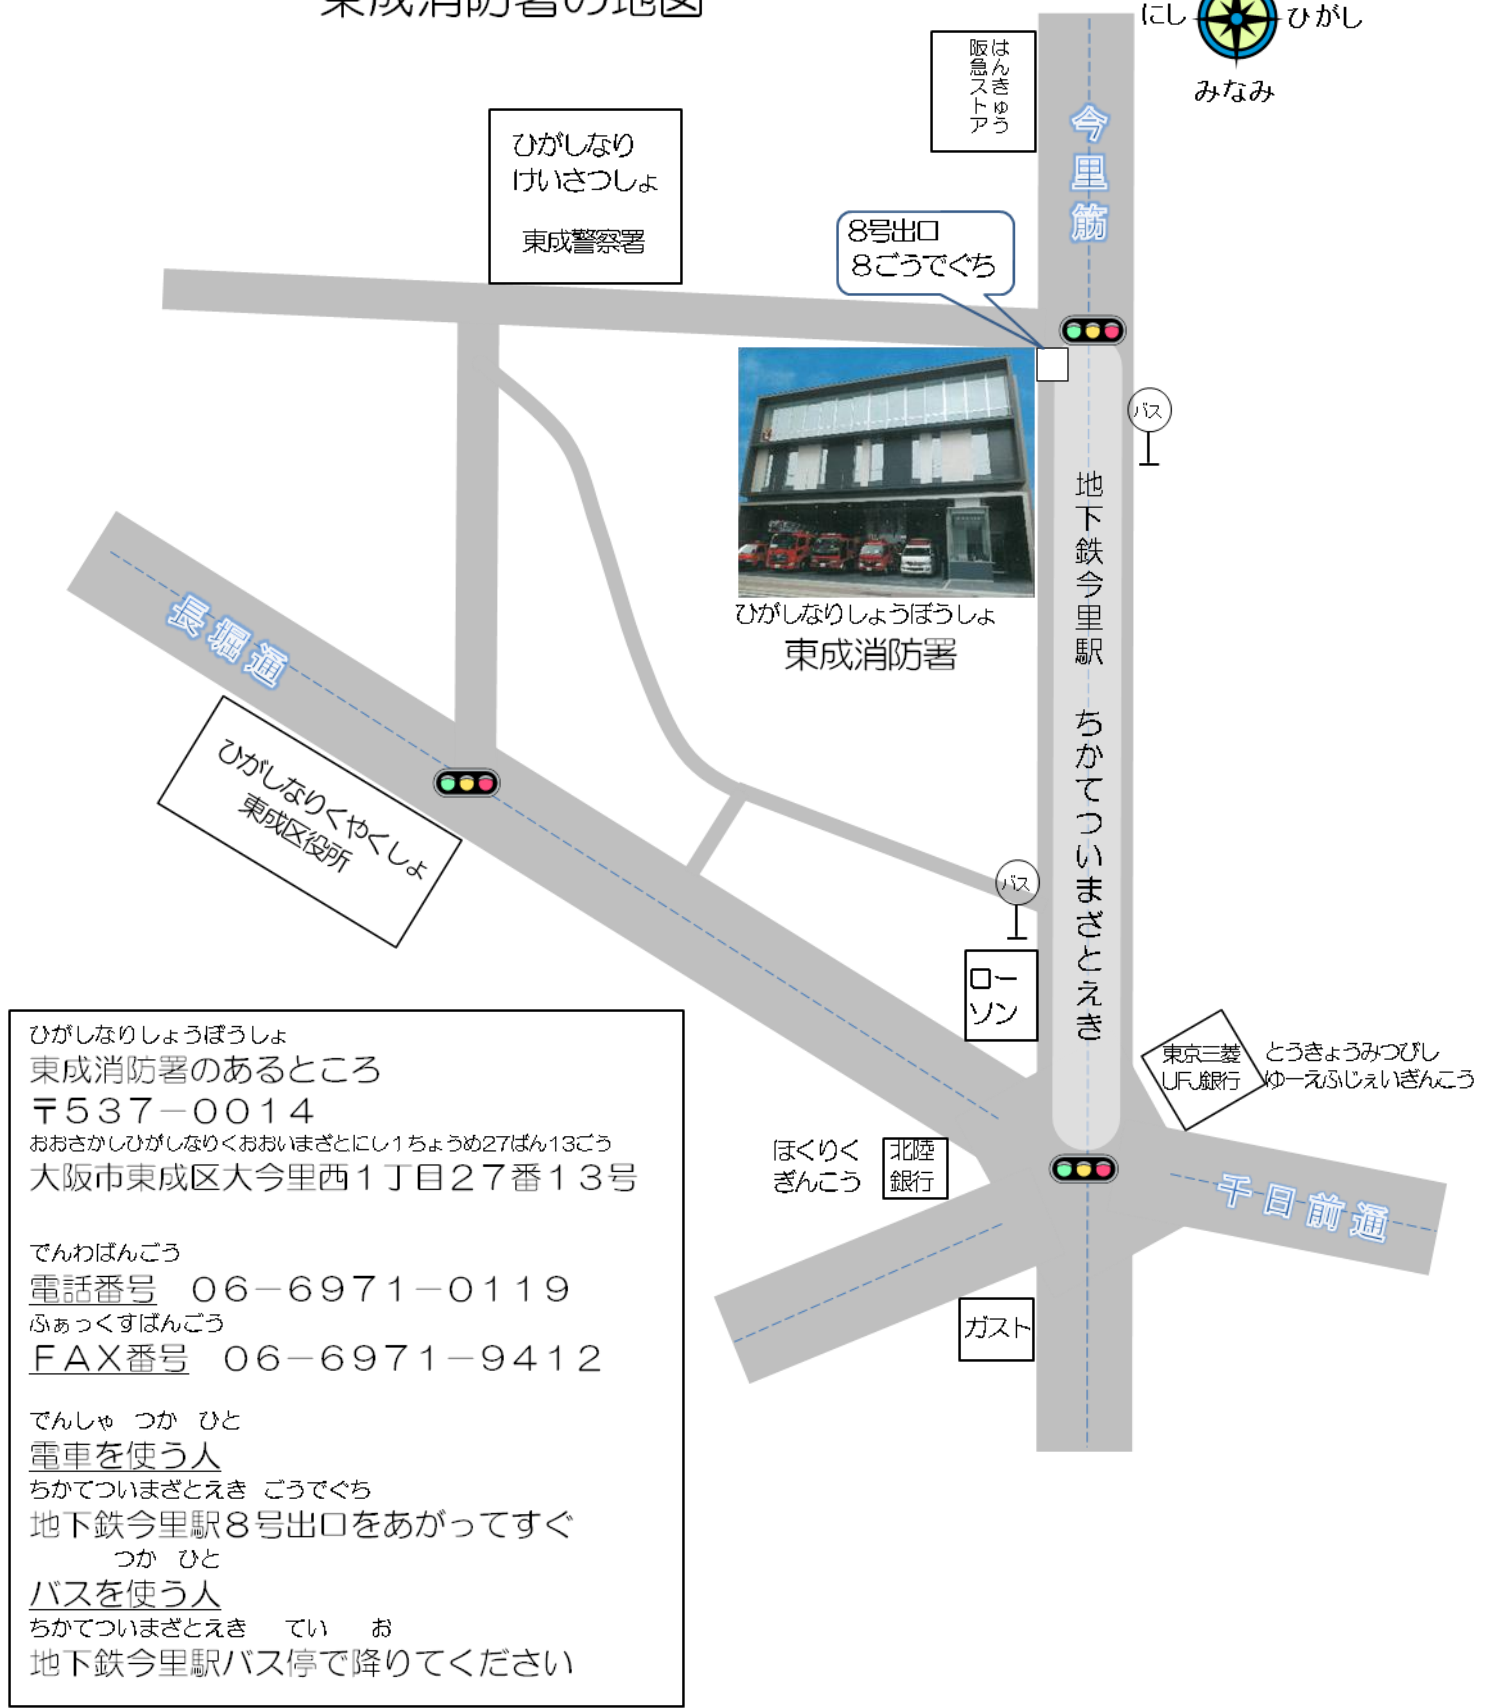 東成消防署の地図
にし
ひがし
みなみ
はんきゅう
阪急ストア
今里筋
ひがしなり
けいさつしょ
東成警察署
8号出口
8ごうでぐち
バス
地下鉄今里駅 ちかてついまざとえき
ひがしなりしょうぼうしょ
東成消防署
長堀通
ひがしなりくやくしょ
東成区役所
バス
ローソン
東京三菱
UFJ銀行
とうきょうみつびし
ゆーえふじぇいぎんこう
ほくりく
ぎんこう
北陸
銀行
千日前通
ガスト
ひがしなりしょうぼうしょ
東成消防署のあるところ
〒537-0014
おおさかしひがしなりくおおいまざとにし1ちょうめ27ばん13ごう
大阪市東成区大今里西1丁目27番13号
でんわばんごう
電話番号 06-6971-0119
ふぁっくすばんごう
FAX番号 06-6971-9412
でんしゃ つか ひと
電車を使う人
ちかてついまざとえき ごうでぐち
地下鉄今里駅8号出口をあがってすぐ
つか ひと
バスを使う人
ちかてついまざとえき てい お
地下鉄今里駅バス停で降りてください